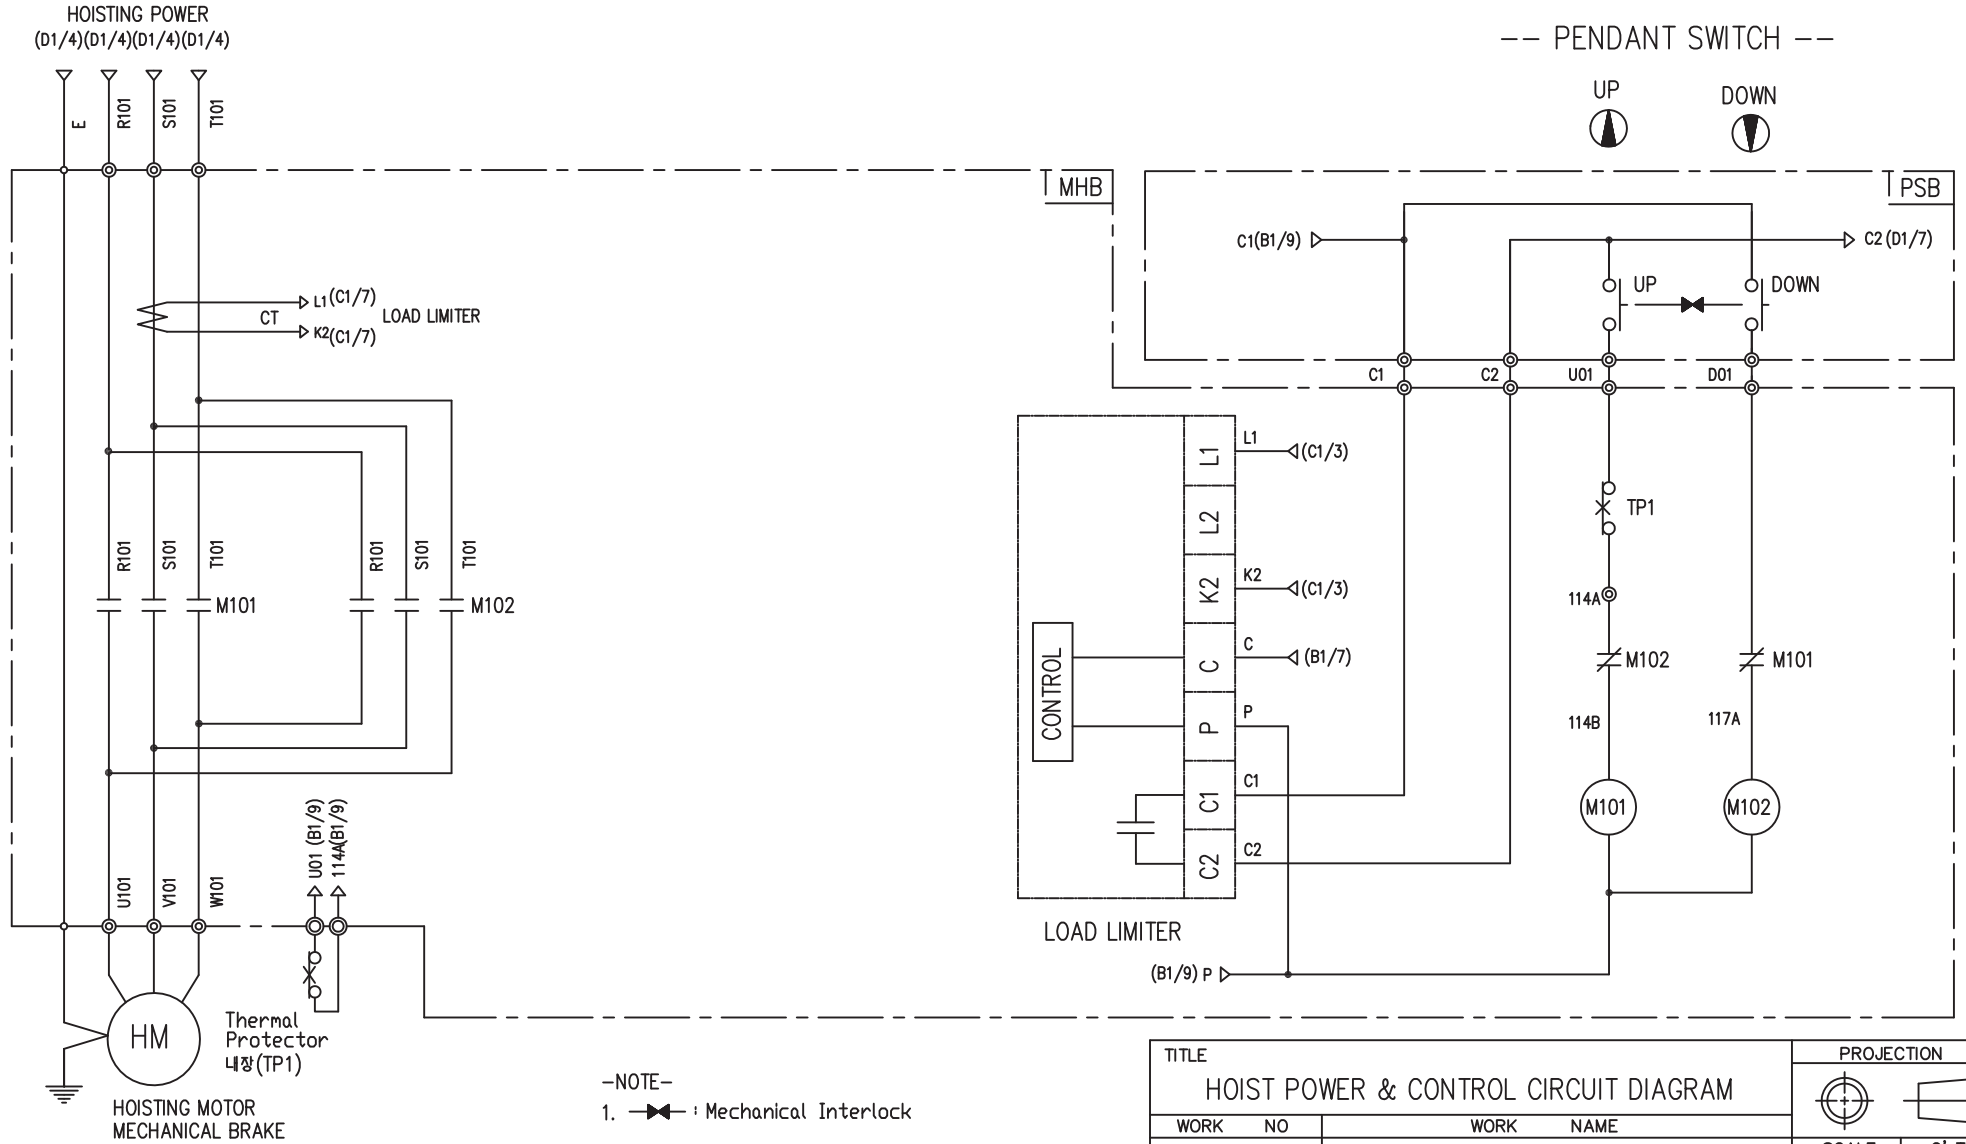 HOISTING POWER
(D1/4)(D1/4)(D1/4)(D1/4)
E
R101
S101
T101
-- PENDANT SWITCH --
UP
DOWN
MHB
PSB
C1(B1/9)
C2(D1/7)
UP
DOWN
L1(C1/7)
CT
LOAD LIMITER
K2(C1/7)
C1
C2
U01
D01
R101
S101
T101
R101
S101
T101
M101
M102
L1
L1
(C1/3)
L2
K2
K2
(C1/3)
CONTROL
C
C
(B1/7)
P
P
C1
C1
C2
C2
LOAD LIMITER
(B1/9) P
TP1
114A
M102
M101
114B
117A
M101
M102
U101
V101
W101
U01 (B1/9)
114A(B1/9)
HM
Thermal
Protector
내장(TP1)
HOISTING MOTOR
MECHANICAL BRAKE
-NOTE-
1. : Mechanical Interlock
TITLE
HOIST POWER & CONTROL CIRCUIT DIAGRAM
WORK NO
WORK NAME
PROJECTION